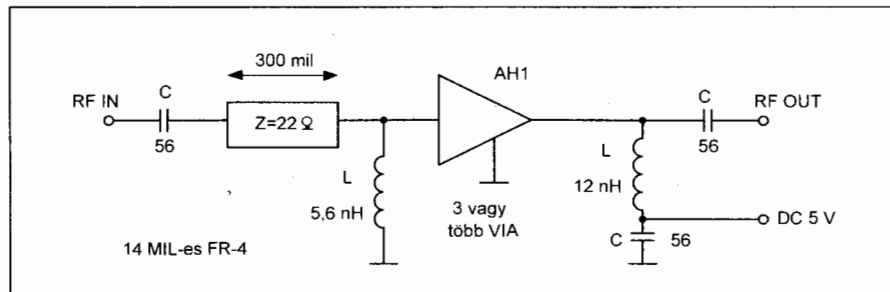 300 mil
AH1
RF IN
C
C
RF OUT
Z=22 Ω
56
56
L
L
5,6 nH
12 nH
3 vagy
több VIA
DC 5 V
C
56
14 MIL-es FR-4